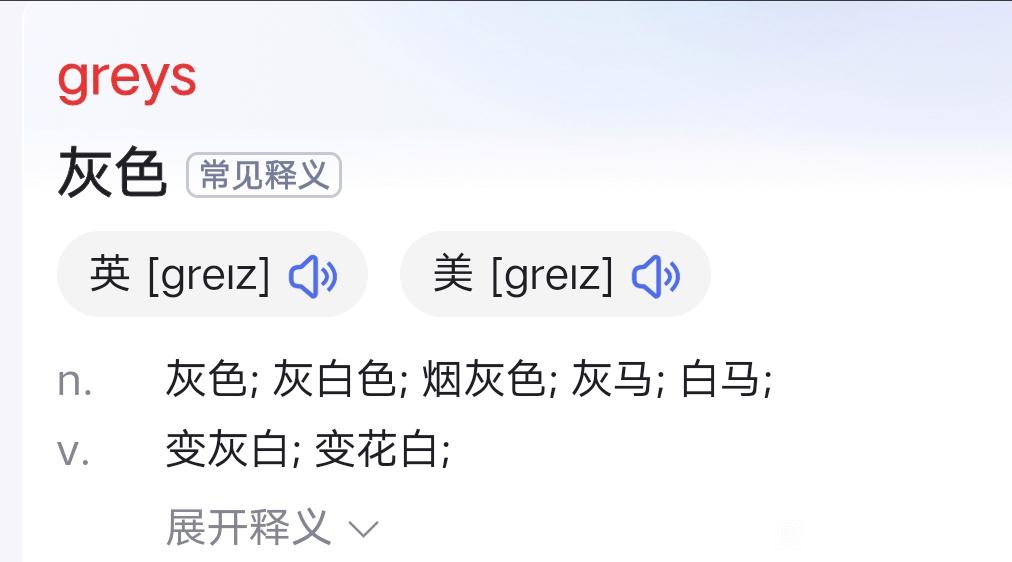 greys
灰色 常见释义
英 [greɪz] 美 [greɪz]
n. 灰色; 灰白色; 烟灰色; 灰马; 白马;
v. 变灰白; 变花白;
展开释义